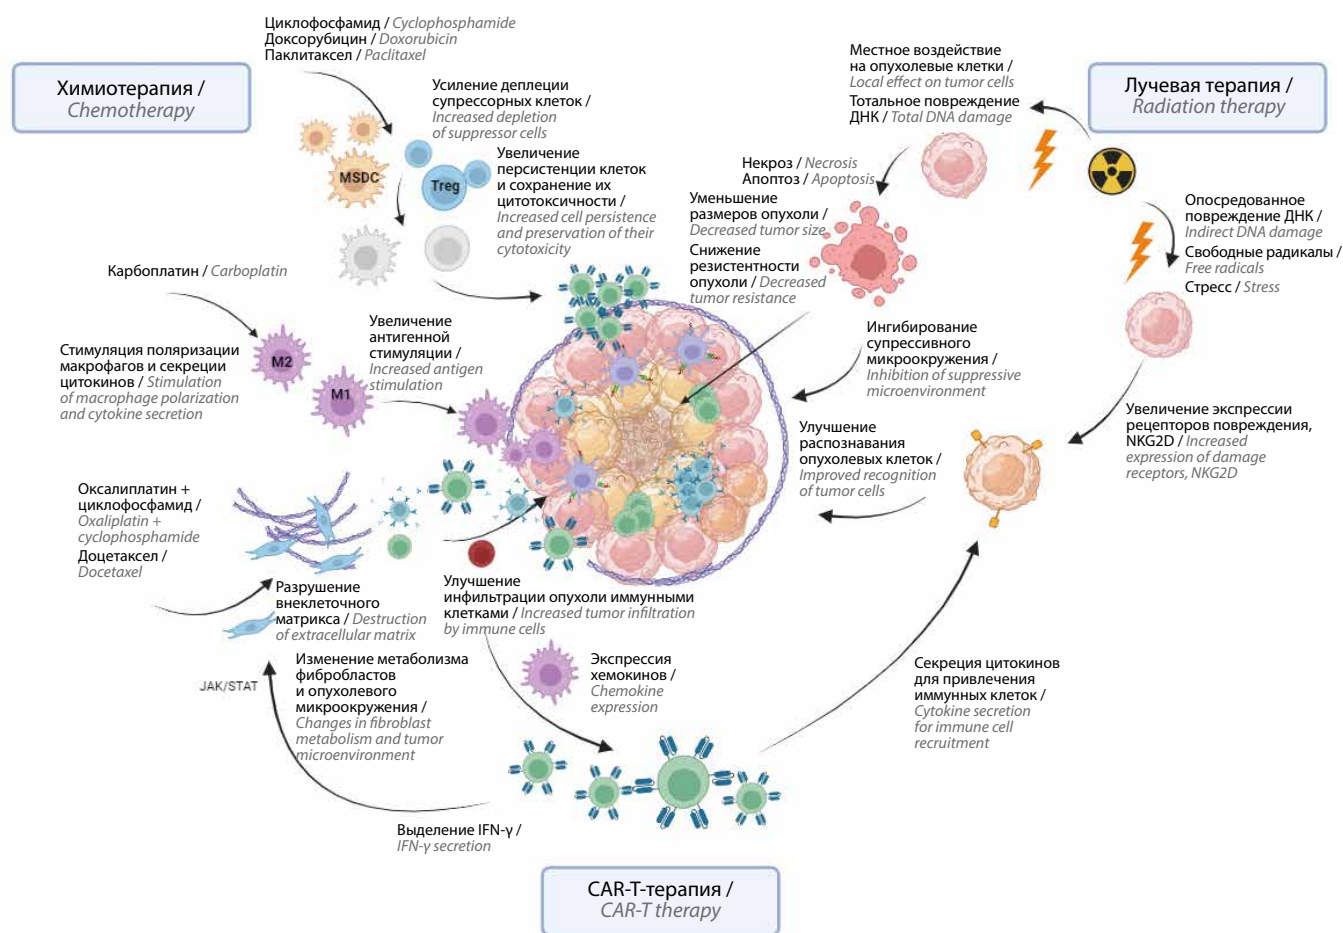 Циклофосфамид / Cyclophosphamide
Доксорубицин / Doxorubicin
Паклитаксел / Paclitaxel
Химиотерапия /
Chemotherapy
Усиление деплеции
супрессорных клеток /
Increased depletion
of suppressor cells
MSDC
Treg
Увеличение
персистенции клеток
и сохранение их
цитотоксичности /
Increased cell persistence
and preservation of their
cytotoxicity
Местное воздействие
на опухолевые клетки /
Local effect on tumor cells
Тотальное повреждение
ДНК / Total DNA damage
Лучевая терапия /
Radiation therapy
Некроз / Necrosis
Апоптоз / Apoptosis
Уменьшение
размеров опухоли /
Decreased tumor size
Снижение
резистентности
опухоли / Decreased
tumor resistance
Опосредованное
повреждение ДНК /
Indirect DNA damage
Свободные радикалы /
Free radicals
Стресс / Stress
Карбоплатин / Carboplatin
Стимуляция поляризации
макрофагов и секреции
цитокинов / Stimulation
of macrophage polarization
and cytokine secretion
M2
M1
Увеличение
антигенной
стимуляции /
Increased antigen
stimulation
Ингибирование
супрессивного
микроокружения /
Inhibition of suppressive
microenvironment
Улучшение
распознавания
опухолевых клеток /
Improved recognition
of tumor cells
Увеличение экспрессии
рецепторов повреждения,
NKG2D / Increased
expression of damage
receptors, NKG2D
Оксалиплатин +
циклофосфамид /
Oxaliplatin +
cyclophosphamide
Доцетаксел /
Docetaxel
Разрушение
внеклеточного
матрикса / Destruction
of extracellular matrix
Улучшение
инфильтрации опухоли иммунными
клетками / Increased tumor infiltration
by immune cells
JAK/STAT
Изменение метаболизма
фибробластов
и опухолевого
микроокружения /
Changes in fibroblast
metabolism and tumor
microenvironment
Экспрессия
хемокинов /
Chemokine
expression
Секреция цитокинов
для привлечения
иммунных клеток /
Cytokine secretion
for immune cell
recruitment
Выделение IFN-γ /
IFN-γ secretion
CAR-T-терапия /
CAR-T therapy